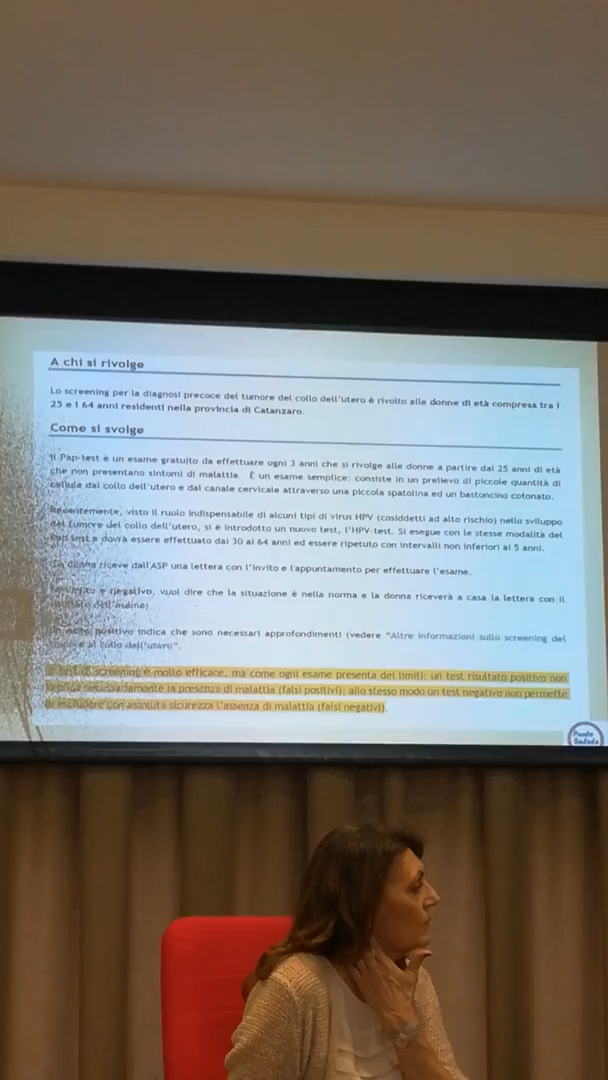 A chi si rivolge
Lo screening per la diagnosi precoce del tumore del collo dell'utero è rivolto alle donne di età compresa tra i
25 e i 64 anni residenti nella provincia di Catanzaro.
Come si svolge
Il Pap-test è un esame gratuito da effettuare ogni 3 anni che si rivolge alle donne a partire dai 25 anni di età
che non presentano sintomi di malattia. È un esame semplice: consiste in un prelievo di piccole quantità di
cellule dal collo dell'utero e dal canale cervicale attraverso una piccola spatolina ed un bastoncino cotonato.
Recentemente, visto il ruolo indispensabile di alcuni tipi di virus HPV (cosiddetti ad alto rischio) nello sviluppo
del tumore del collo dell'utero, si è introdotto un nuovo test, l'HPV-test. Si esegue con le stesse modalità del
Pap test e dovrà essere effettuato dai 30 ai 64 anni ed essere ripetuto con intervalli non inferiori ai 5 anni.
La donna riceve dall'ASP una lettera con l'invito e l'appuntamento per effettuare l'esame.
è negativo, vuol dire che la situazione è nella norma e la donna riceverà a casa la lettera con il
dell'esame;
positivo indica che sono necessari approfondimenti (vedere "Altre informazioni sullo screening del
collo dell'utero".
di screening è molto efficace, ma come ogni esame presenta dei limiti: un test risultato positivo non
necessariamente la presenza di malattia (falsi positivi); allo stesso modo un test negativo non permette
di escludere con assoluta sicurezza l'assenza di malattia (falsi negativi).
Punto